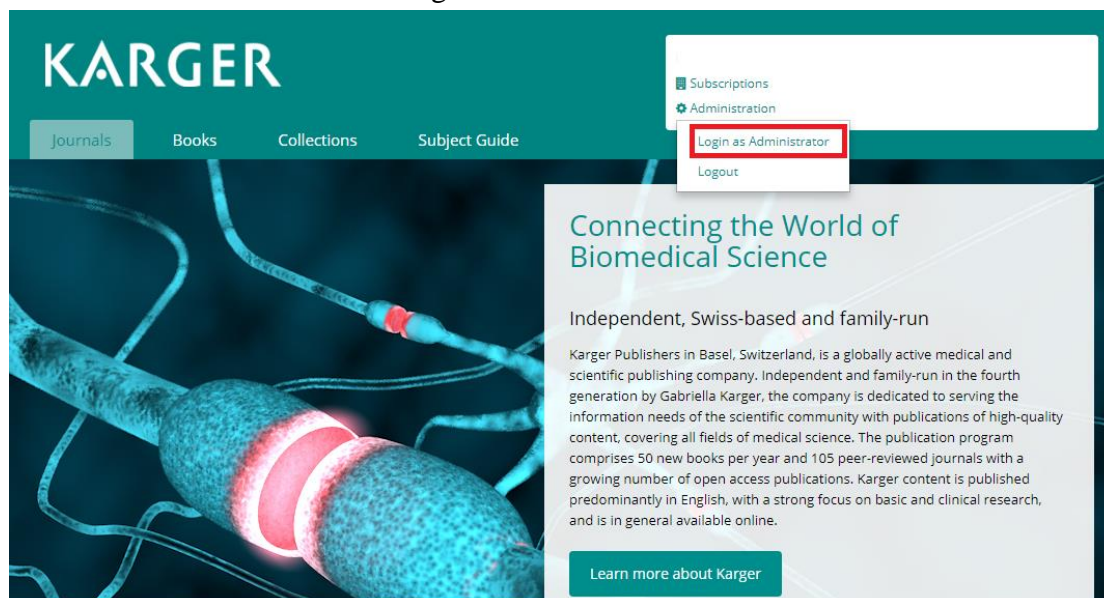 KARGER
Subscriptions
Administration
Login as Administrator
Logout
Journals Books Collections Subject Guide
Connecting the World of
Biomedical Science
Independent, Swiss-based and family-run
Karger Publishers in Basel, Switzerland, is a globally active medical and
scientific publishing company. Independent and family-run in the fourth
generation by Gabriella Karger, the company is dedicated to serving the
information needs of the scientific community with publications of high-quality
content, covering all fields of medical science. The publication program
comprises 50 new books per year and 105 peer-reviewed journals with a
growing number of open access publications. Karger content is published
predominantly in English, with a strong focus on basic and clinical research,
and is in general available online.
Learn more about Karger